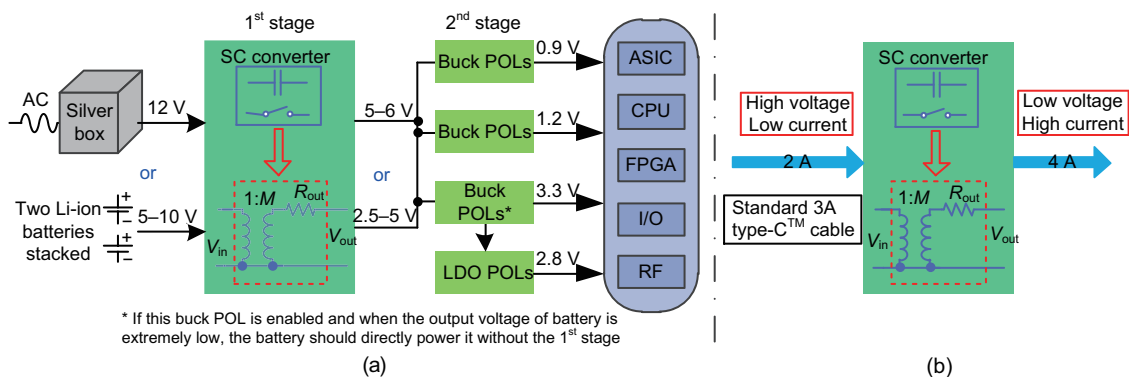 1st stage
2nd stage
SC converter
AC
Silver
box
12 V
or
Two Li-ion
batteries
stacked
5–10 V
1:M
Rout
Vin
Vout
5–6 V
or
2.5–5 V
Buck POLs
0.9 V
Buck POLs
1.2 V
Buck
POLs*
3.3 V
LDO POLs
2.8 V
ASIC
CPU
FPGA
I/O
RF
* If this buck POL is enabled and when the output voltage of battery is
extremely low, the battery should directly power it without the 1st stage
(a)
High voltage
Low current
2 A
Standard 3A
type-C™ cable
SC converter
1:M
Rout
Vin
Vout
Low voltage
High current
4 A
(b)